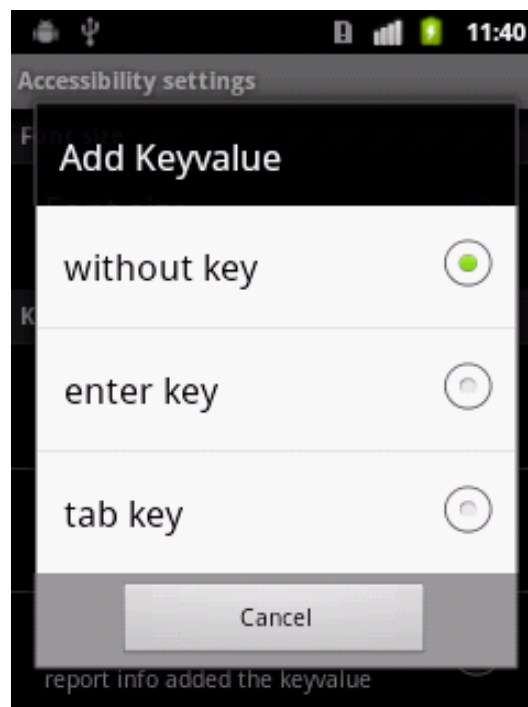 11:40
Accessibility settings
Add Keyvalue
without key
enter key
tab key
Cancel
report info added the keyvalue